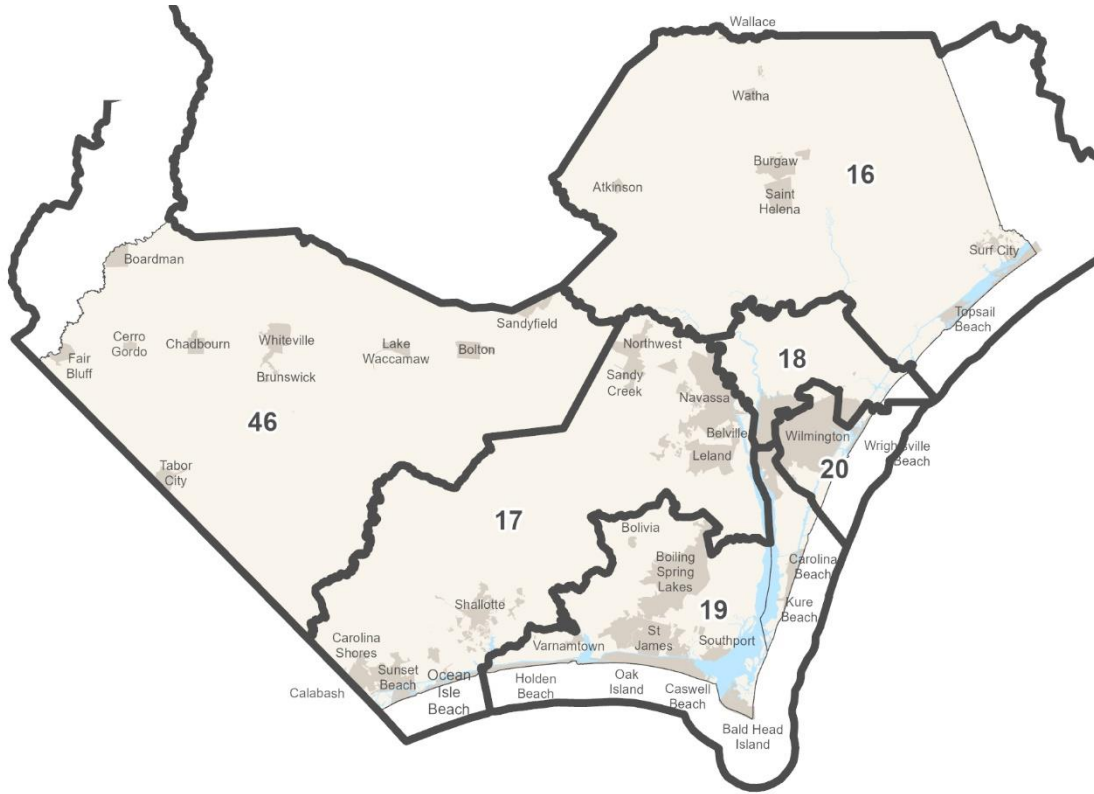 Wallace
Watha
Burgaw
16
Atkinson
Saint
Helena
Surf City
Boardman
Topsail
Beach
Sandyfield
Cerro
Gordo
Chadbourn
Whiteville
Lake
Waccamaw
Bolton
Northwest
Fair
Bluff
Brunswick
Sandy
Creek
18
Navassa
46
Belville
Wilmington
Wrightsville
Beach
Leland
20
Tabor
City
17
Bolivia
Boiling
Spring
Lakes
Carolina
Beach
Shallotte
19
Kure
Beach
Carolina
Shores
Varnamtown
St
James
Southport
Calabash
Sunset
Beach
Ocean
Isle
Beach
Holden
Beach
Oak
Island
Caswell
Beach
Bald Head
Island